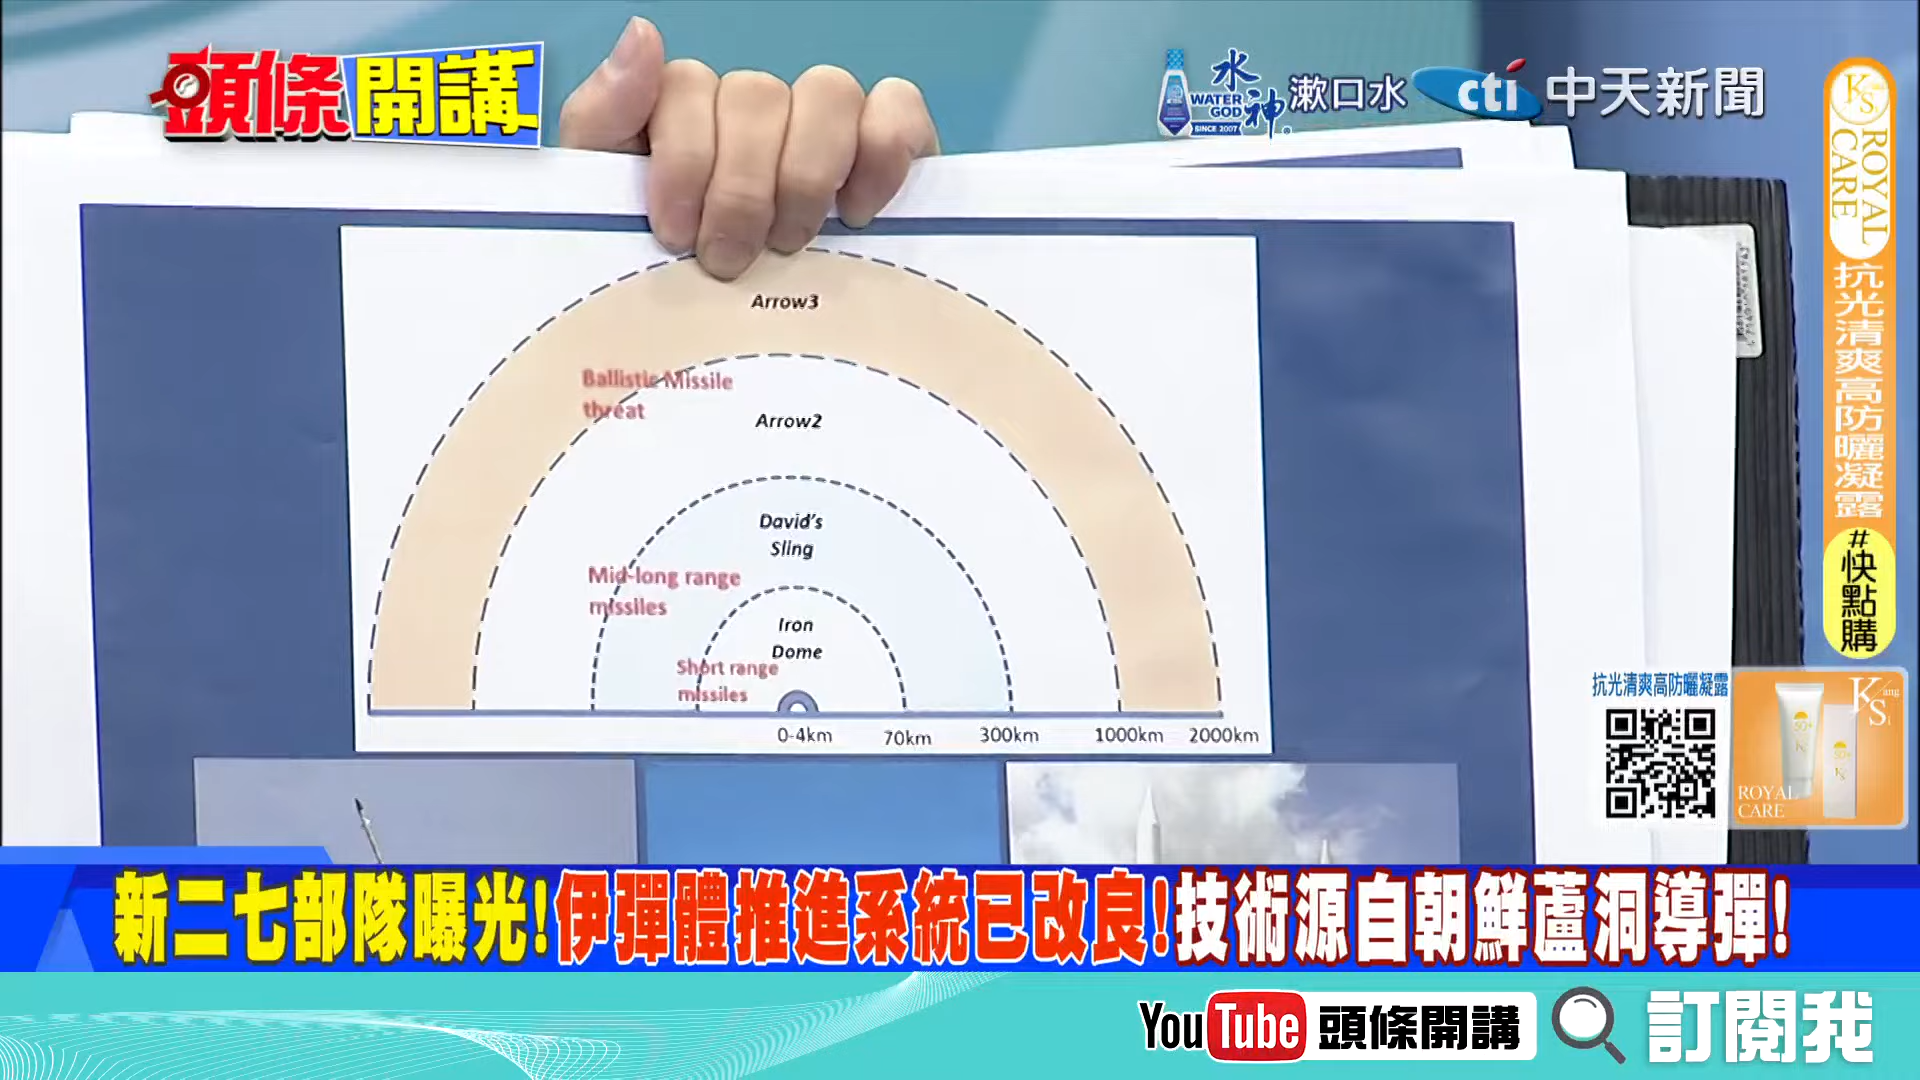 頭條開講
水神
WATER GOD
SINCE 2007
漱口水
cti 中天新聞
KS
ROYAL CARE
抗光清爽高防曬凝露
#快點購
Arrow3
Ballistic Missile
threat
Arrow2
David's
Sling
Mid-long range
missiles
Iron
Dome
Short range
missiles
0-4km
70km
300km
1000km
2000km
抗光清爽高防曬凝露
KangSi
ROYAL
CARE
新二七部隊曝光!伊彈體推進系統已改良!技術源自朝鮮蘆洞導彈!
YouTube 頭條開講 訂閱我